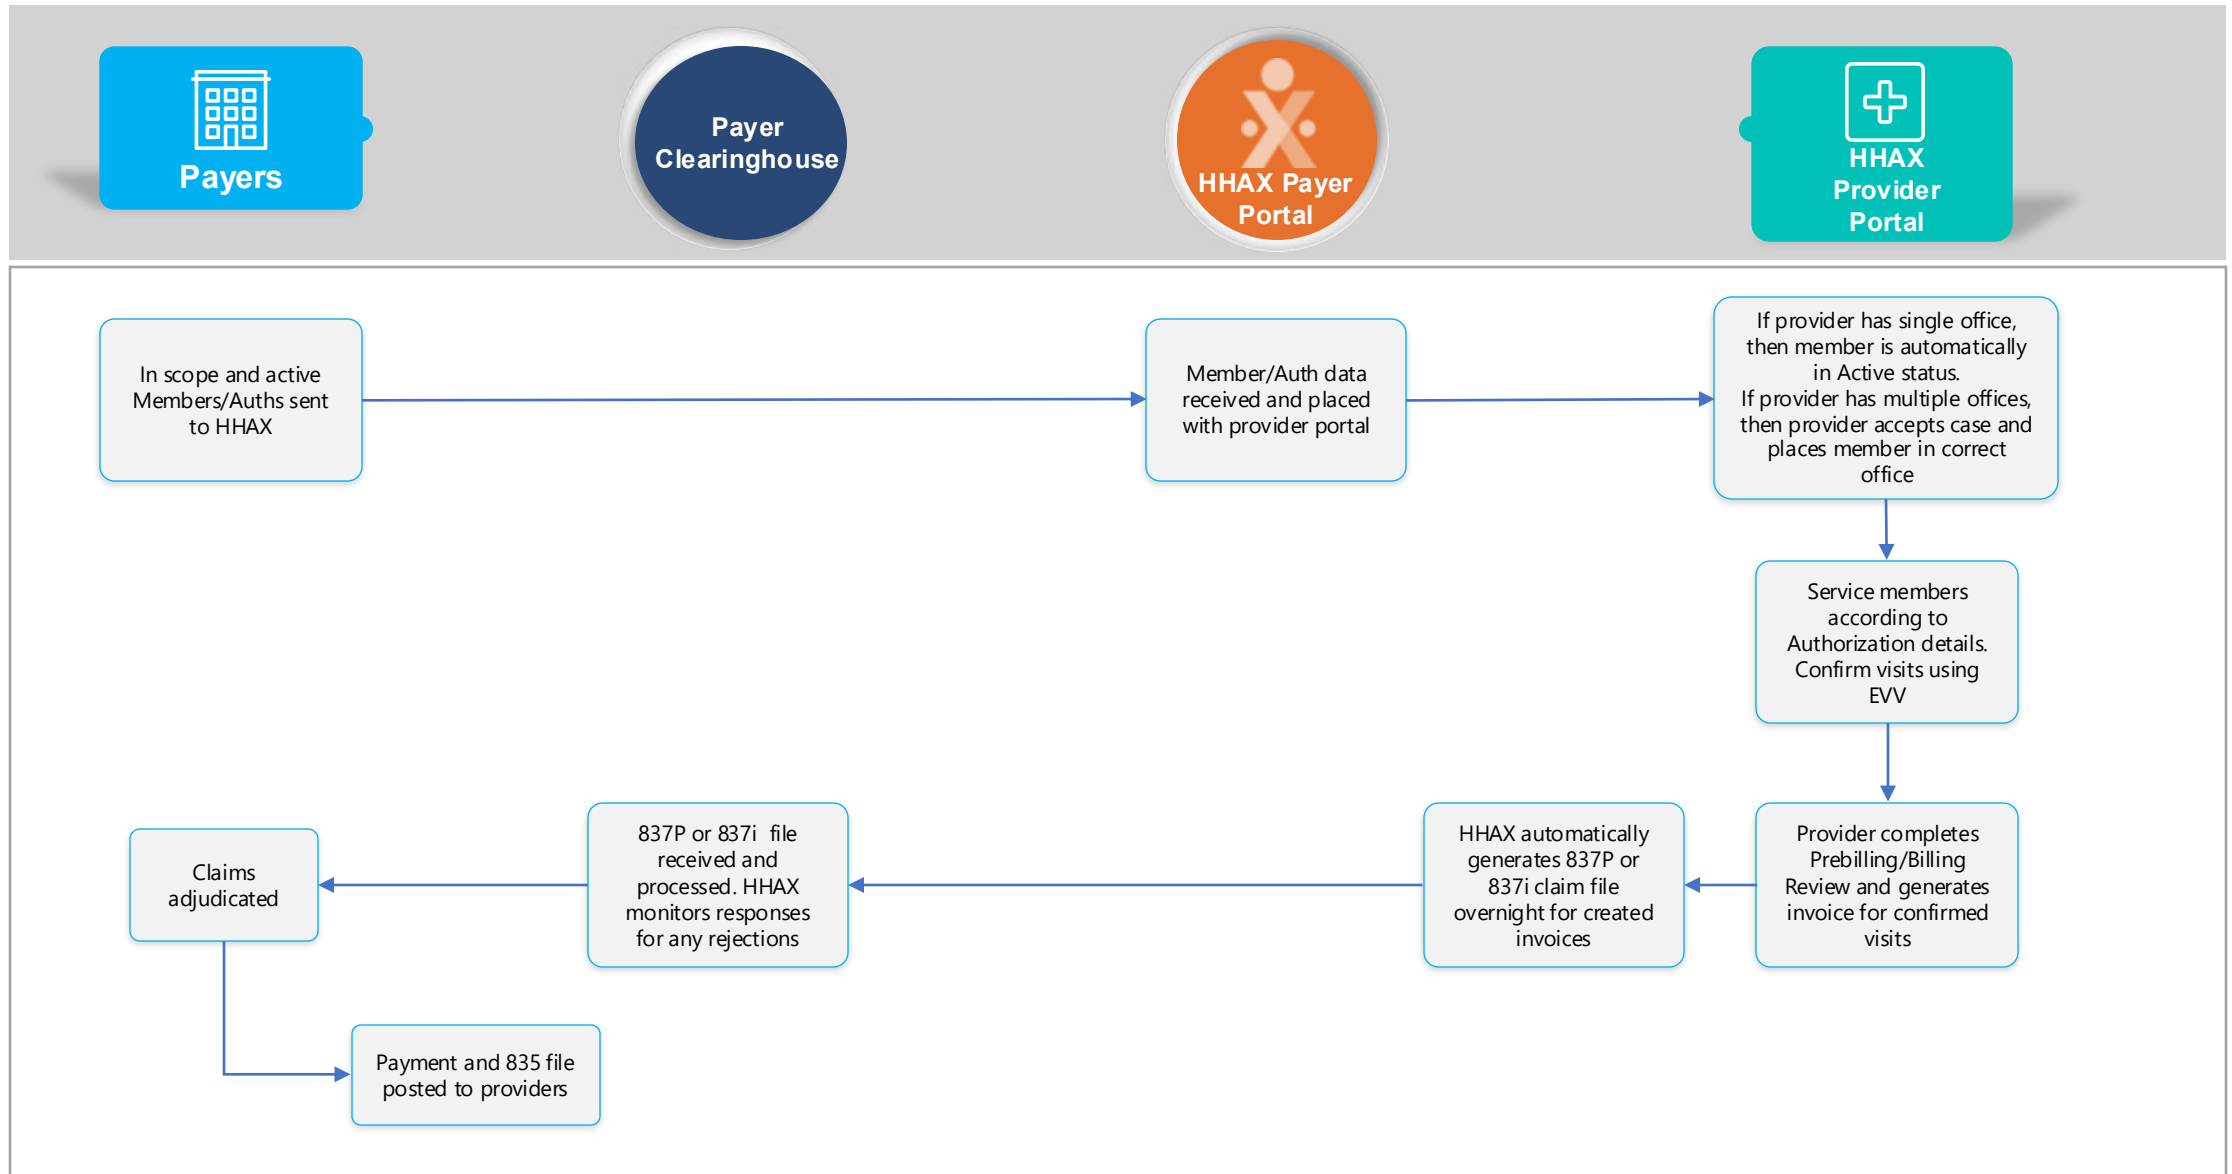 Payers
Payer
Clearinghouse
HHAX Payer
Portal
HHAX
Provider
Portal
In scope and active
Members/Auths sent
to HHAX
Member/Auth data
received and placed
with provider portal
If provider has single office,
then member is automatically
in Active status.
If provider has multiple offices,
then provider accepts case and
places member in correct
office
Service members
according to
Authorization details.
Confirm visits using
EVV
Provider completes
Prebilling/Billing
Review and generates
invoice for confirmed
visits
HHAX automatically
generates 837P or
837i claim file
overnight for created
invoices
837P or 837i file
received and
processed. HHAX
monitors responses
for any rejections
Claims
adjudicated
Payment and 835 file
posted to providers